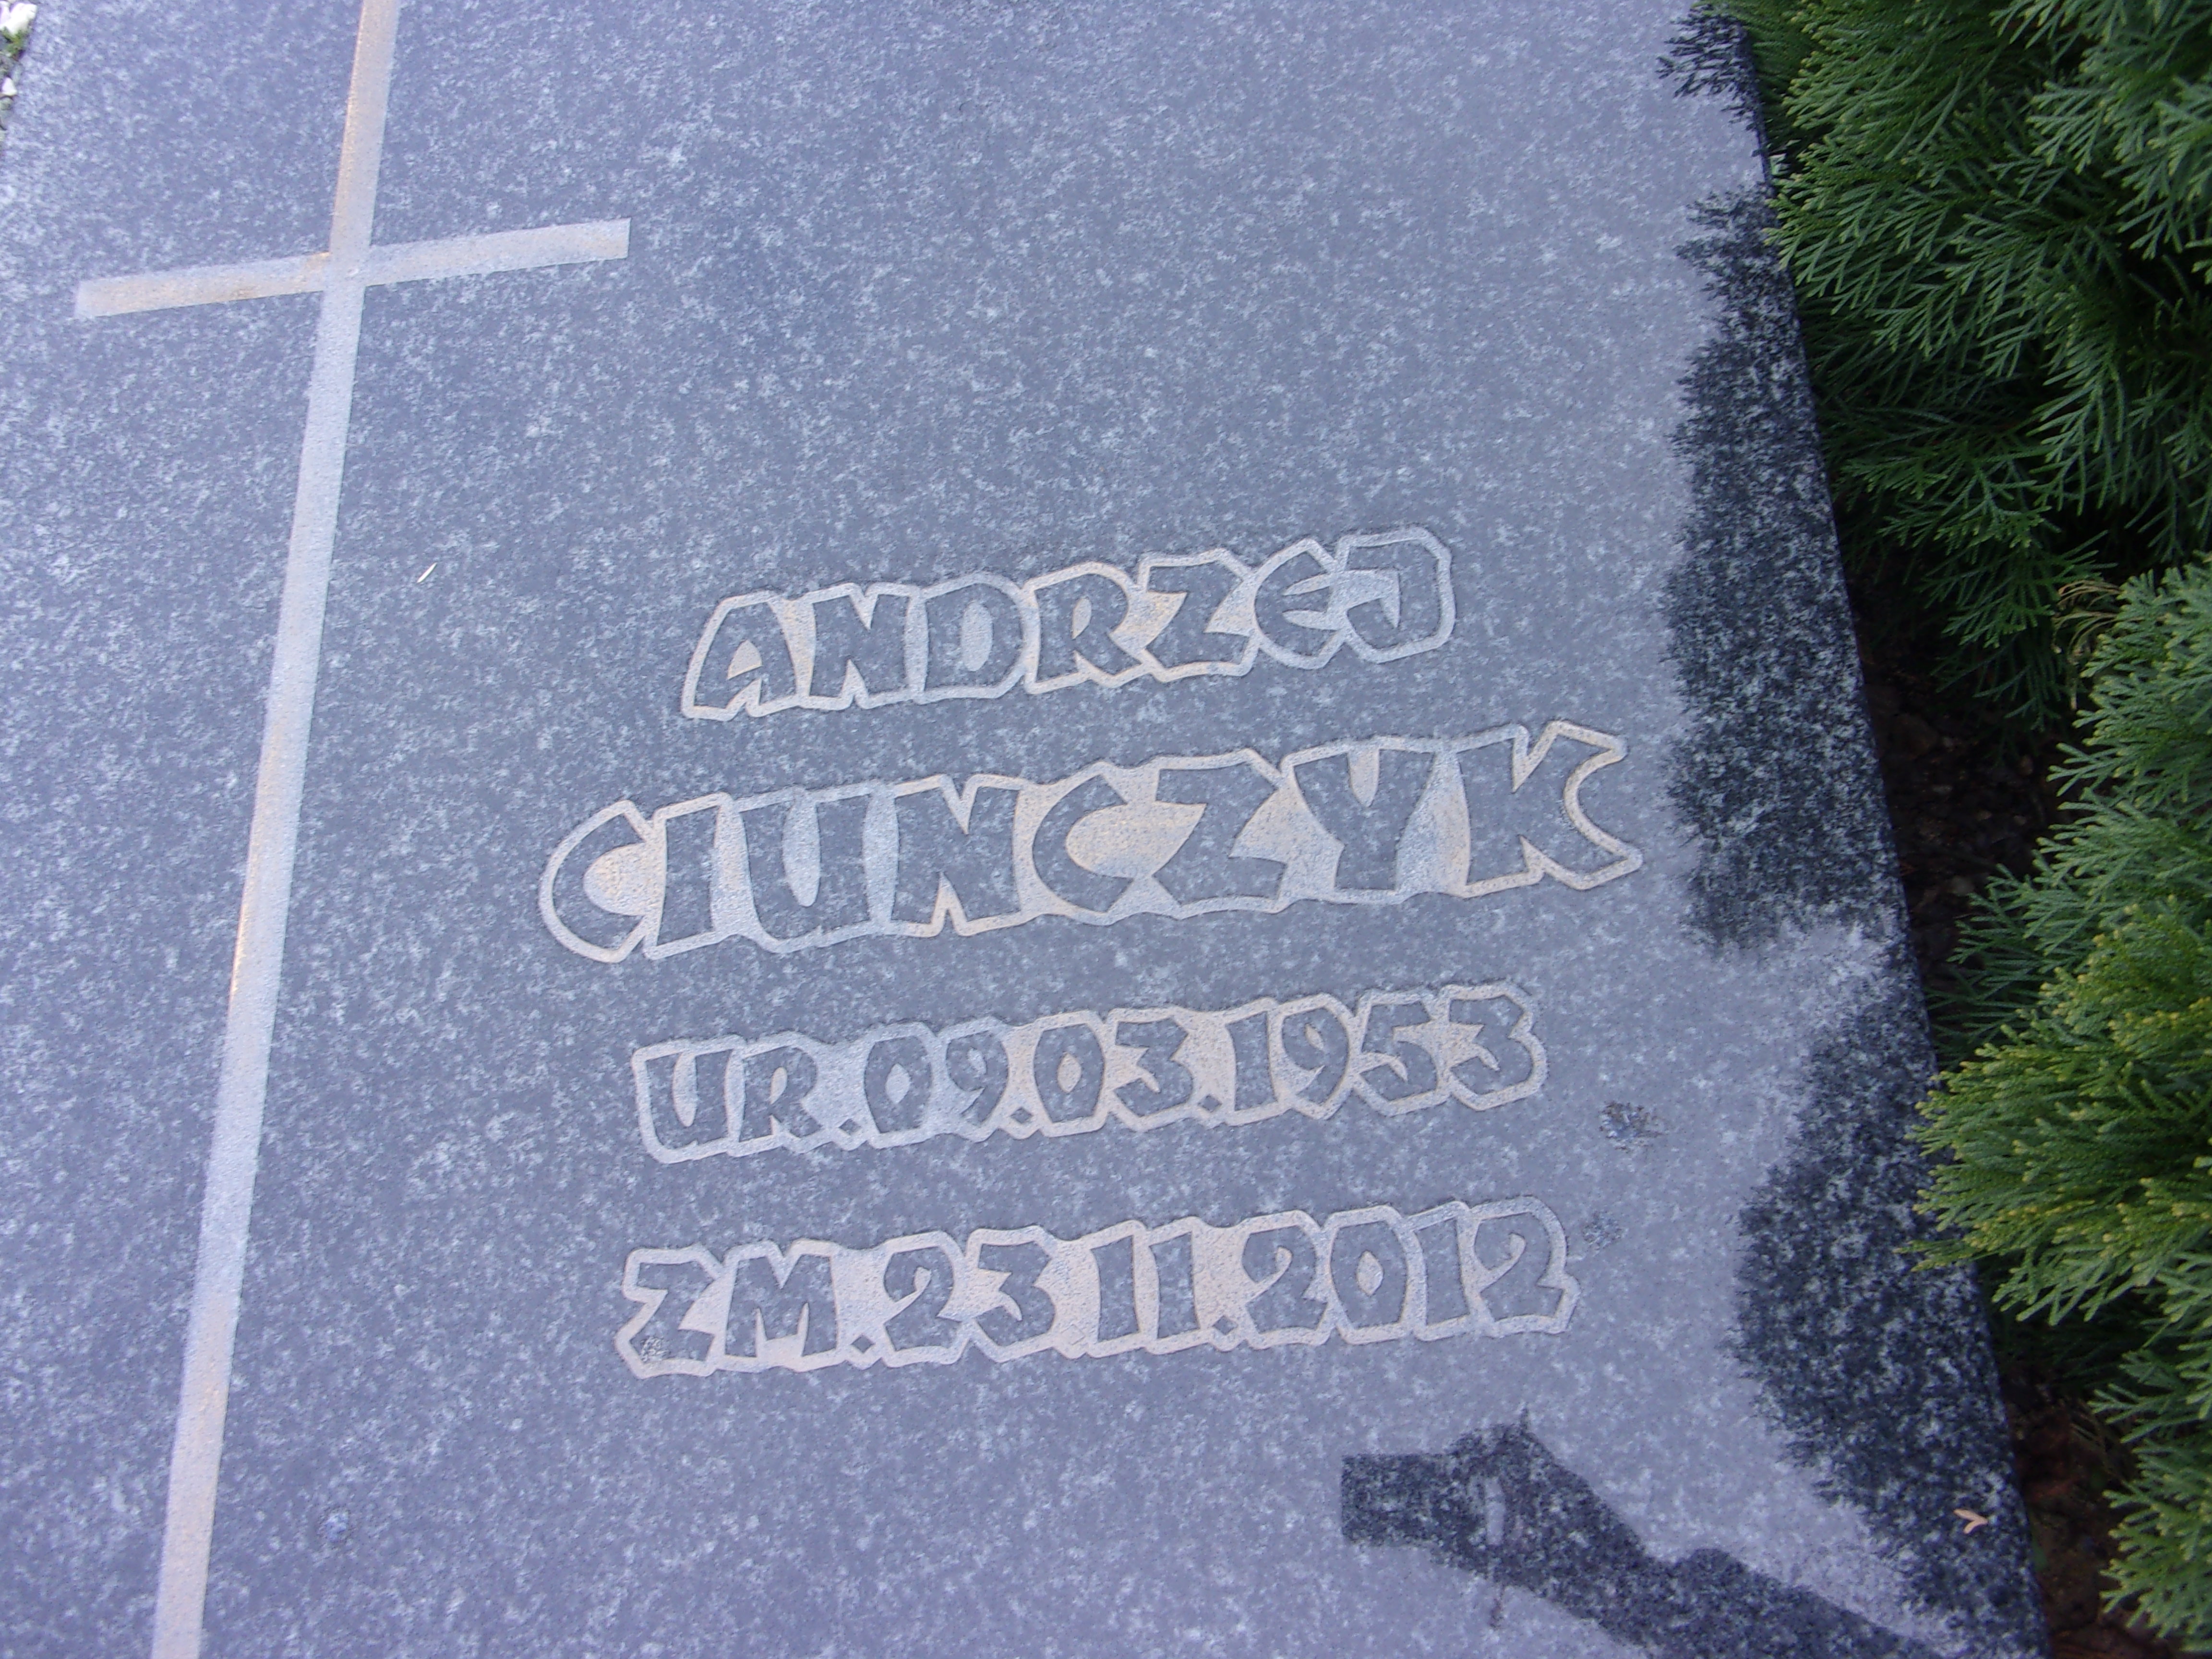 ANDRZEJ
CIUNCZYK
UR.09.03.1953
ZM.23.11.2012